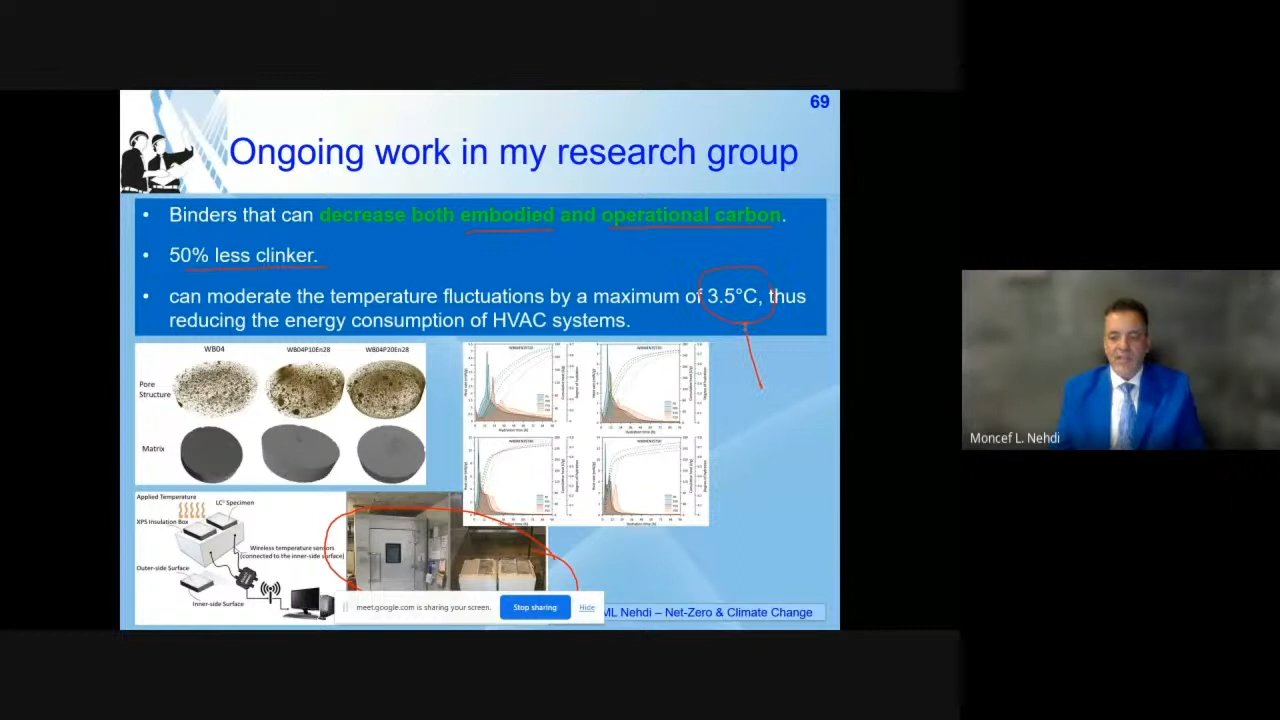 69
Ongoing work in my research group
• Binders that can decrease both embodied and operational carbon.
• 50% less clinker.
• can moderate the temperature fluctuations by a maximum of 3.5°C, thus
reducing the energy consumption of HVAC systems.
WB04 WB04P10En28 WB04P20En28
Pore
Structure
Matrix
Applied Temperature
LC³ Specimen
XPS Insulation Box
Wireless temperature sensors
(connected to the inner-side surface)
Outer-side Surface
Inner-side Surface
meet.google.com is sharing your screen.
Stop sharing
Hide
ML Nehdi – Net-Zero & Climate Change
Moncef L. Nehdi